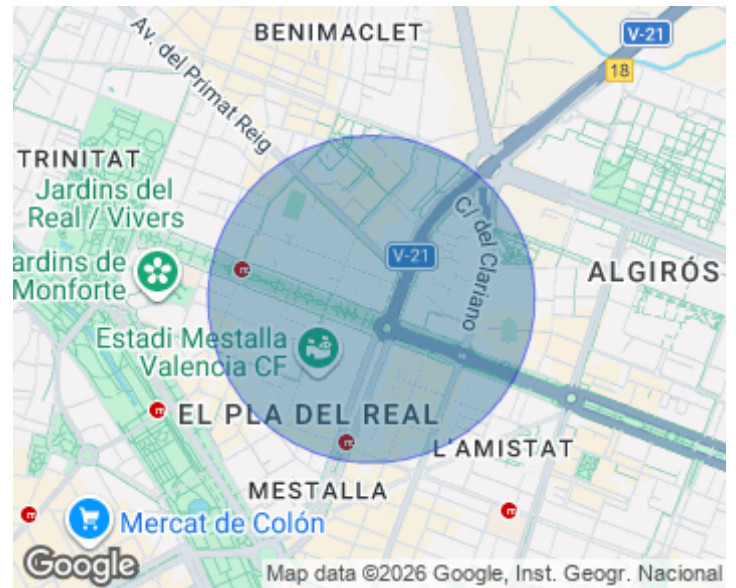 BENIMACLET
V-21
18
Av. del Primat Reig
TRINITAT
Jardins del
Real / Vivers
ardins de
Monforte
V-21
C/ del Clariano
ALGIRÓS
Estadi Mestalla
Valencia CF
EL PLA DEL REAL
L'AMISTAT
MESTALLA
Mercat de Colón
Google
Map data ©2026 Google, Inst. Geogr. Nacional